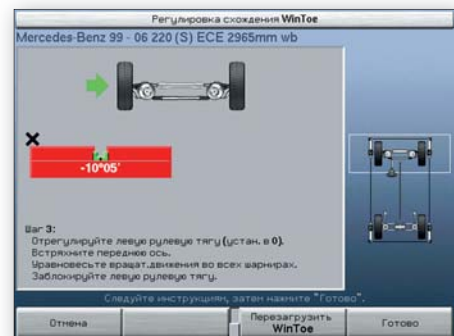 Регулировка схождения WinToe
Mercedes-Benz 99 - 06 220 (S) ECE 2965mm wb
-10°05'
Шаг 3:
Отрегулируйте левую рулевую тягу (устан. в 0).
Встряхните переднюю ось.
Уравновесьте вращат.движения во всех шарнирах.
Заблокируйте левую рулевую тягу.
Следуйте инструкциям, затем нажмите "Готово".
Отмена
Перезагрузить
WinToe
Готово